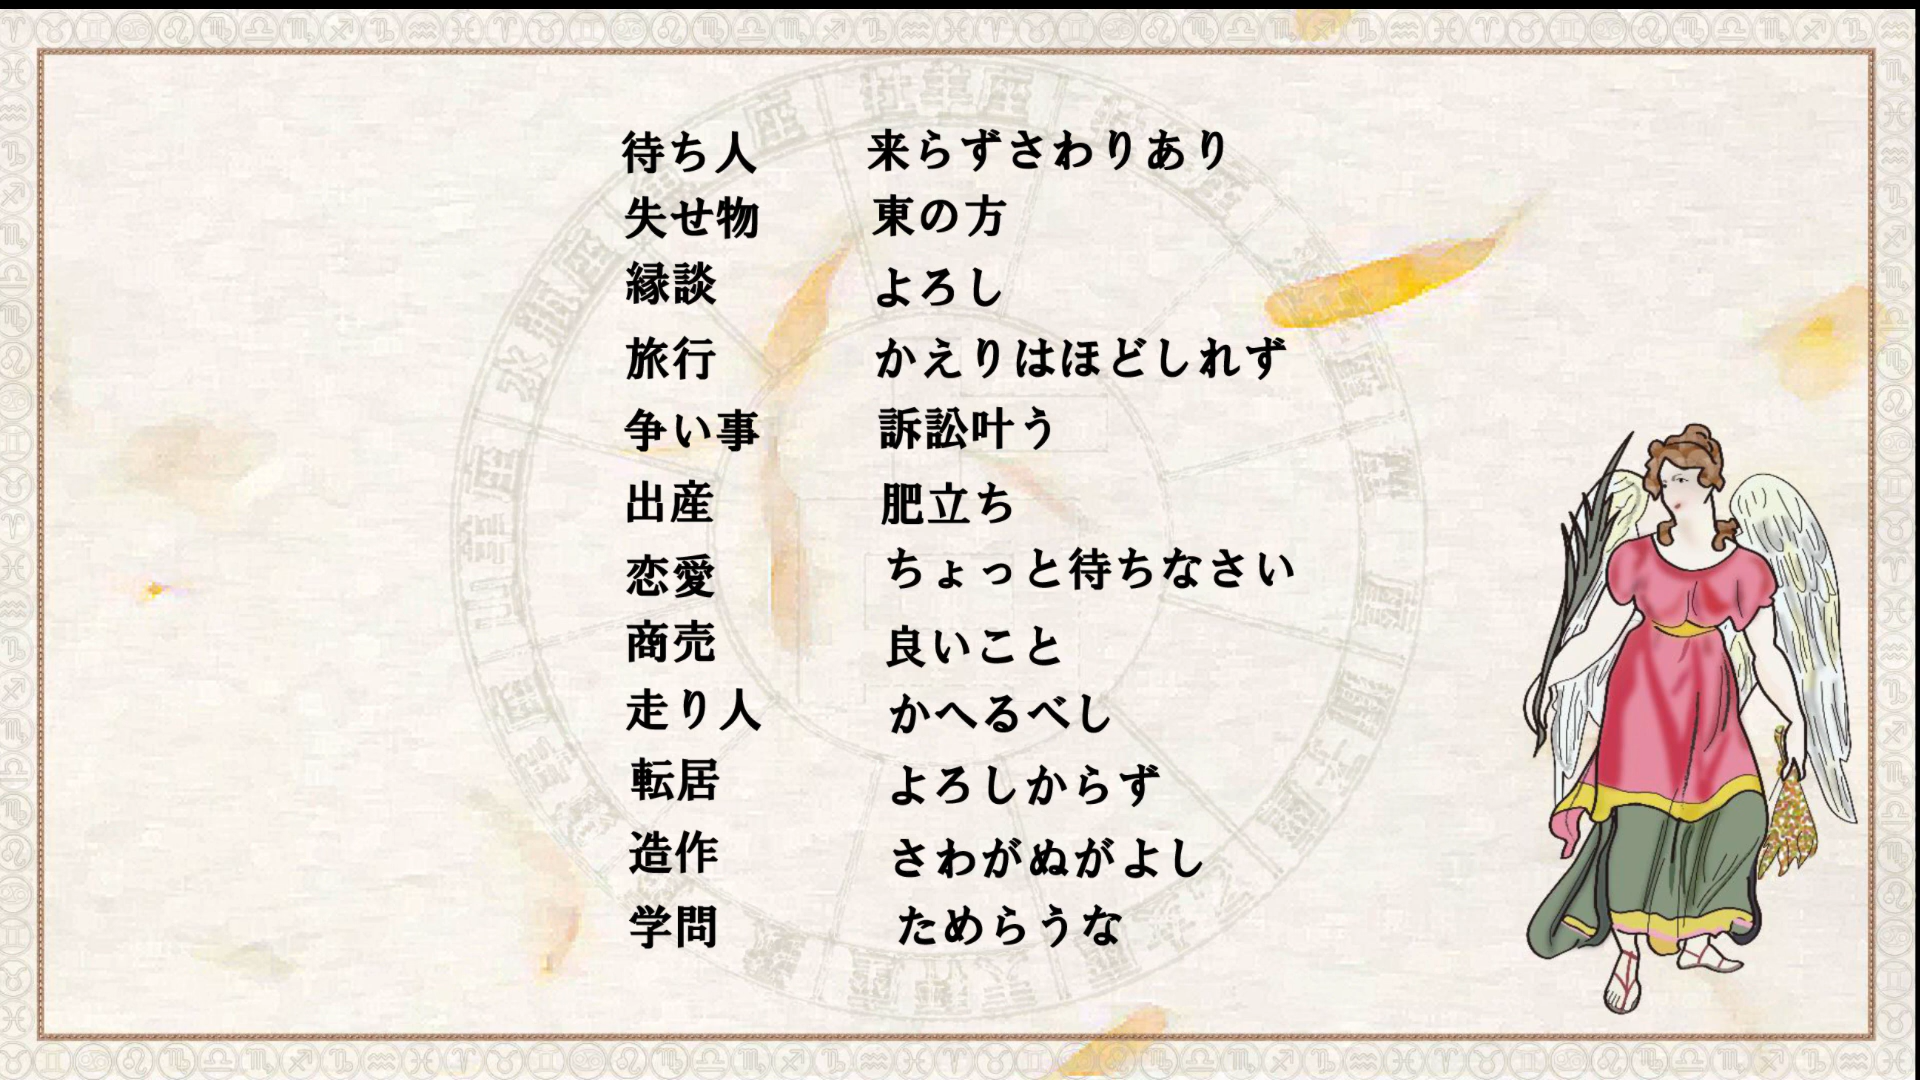 待ち人 来らずさわりあり
失せ物 東の方
縁談 よろし
旅行 かえりはほどしれず
争い事 訴訟叶う
出産 肥立ち
恋愛 ちょっと待ちなさい
商売 良いこと
走り人 かへるべし
転居 よろしからず
造作 さわがぬがよし
学問 ためらうな